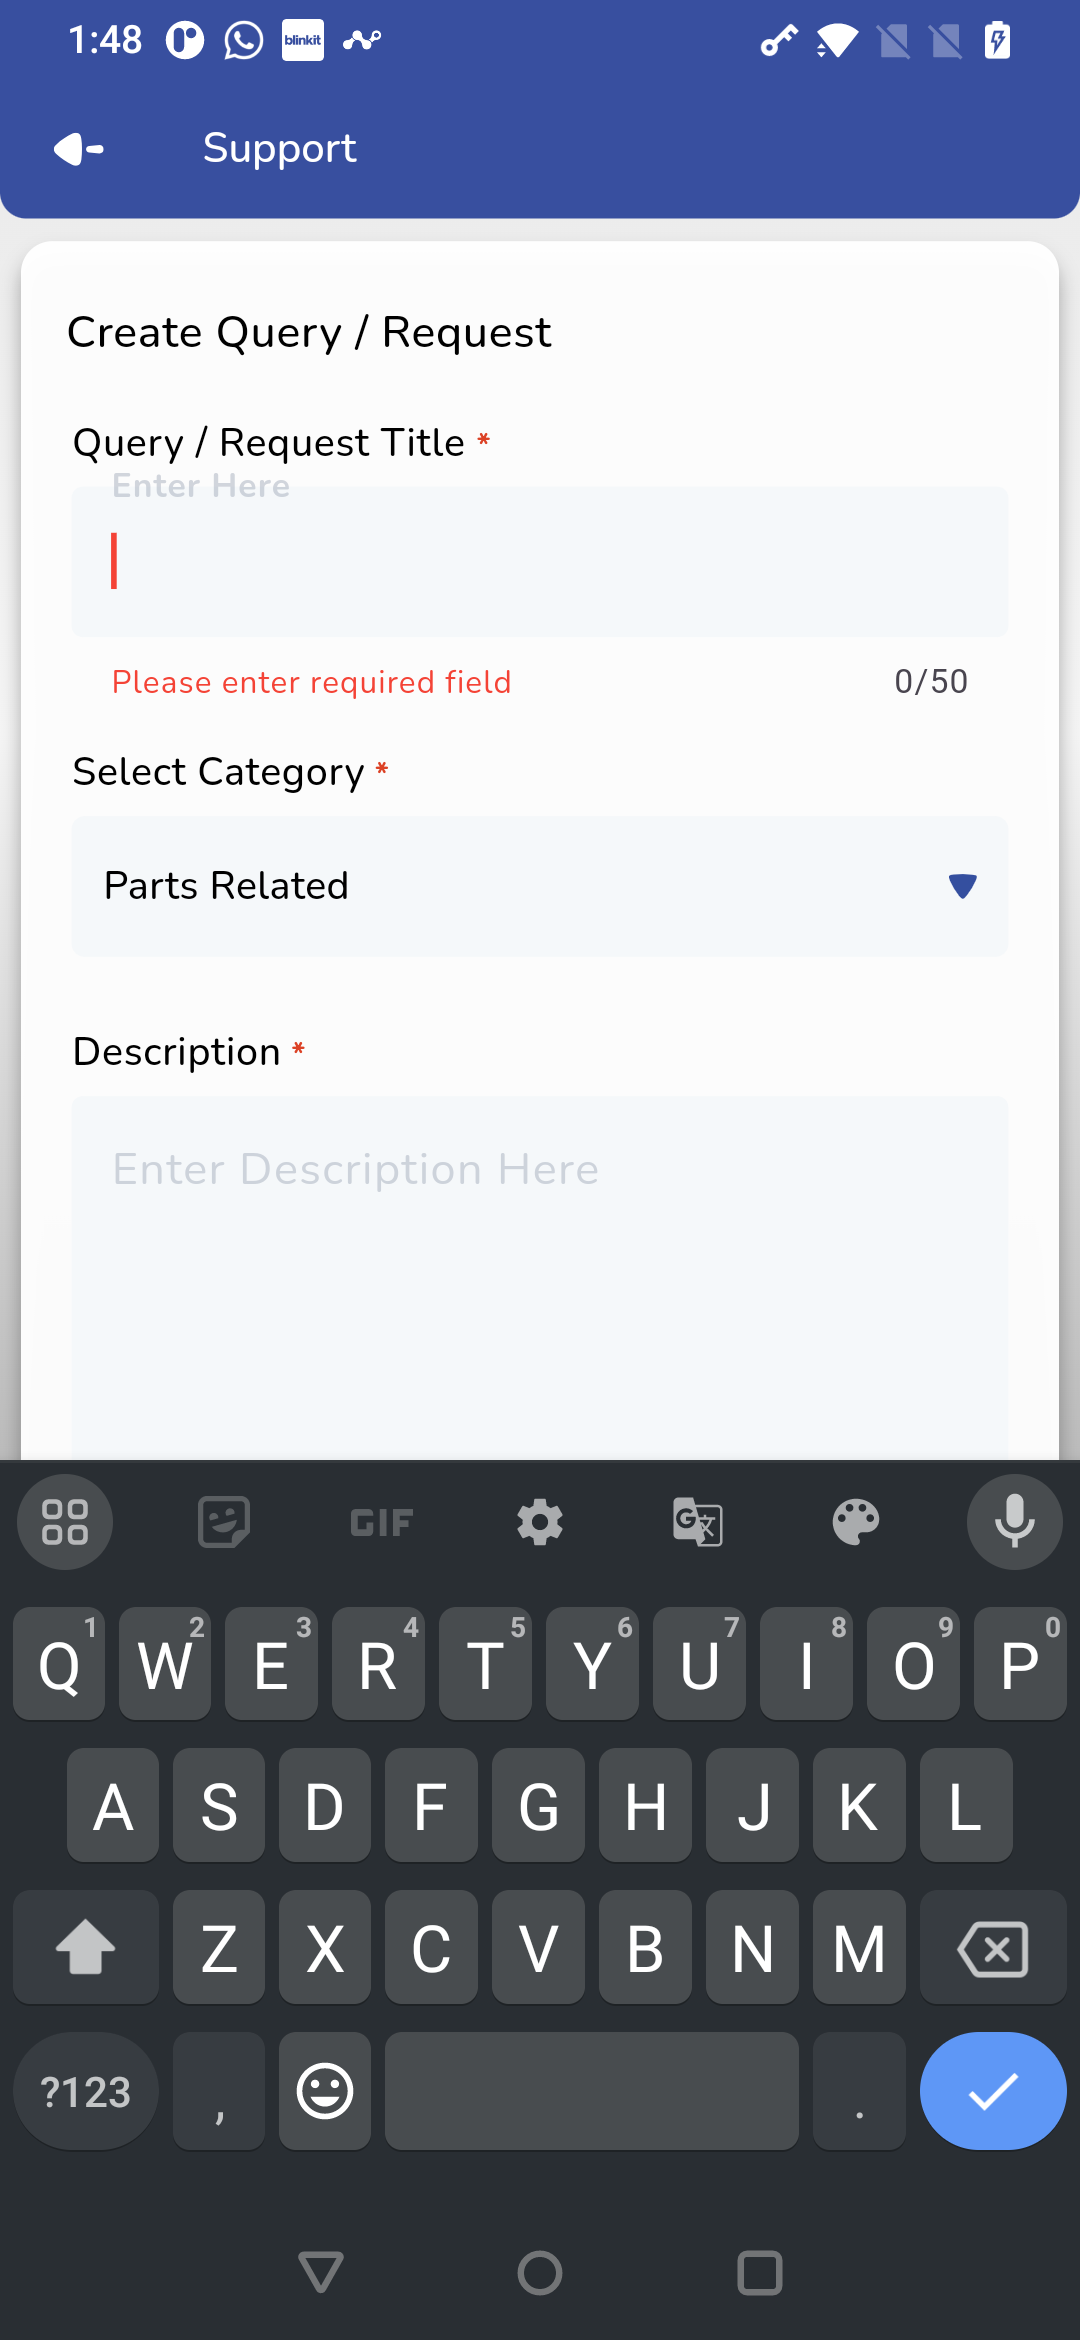 1:48 blinkit
Support
Create Query / Request
Query / Request Title *
Enter Here
Please enter required field 0/50
Select Category *
Parts Related
Description *
Enter Description Here
GIF G 文
Q 1 W 2 E 3 R 4 T 5 Y 6 U 7 I 8 O 9 P 0
A S D F G H J K L
Z X C V B N M
?123 , .